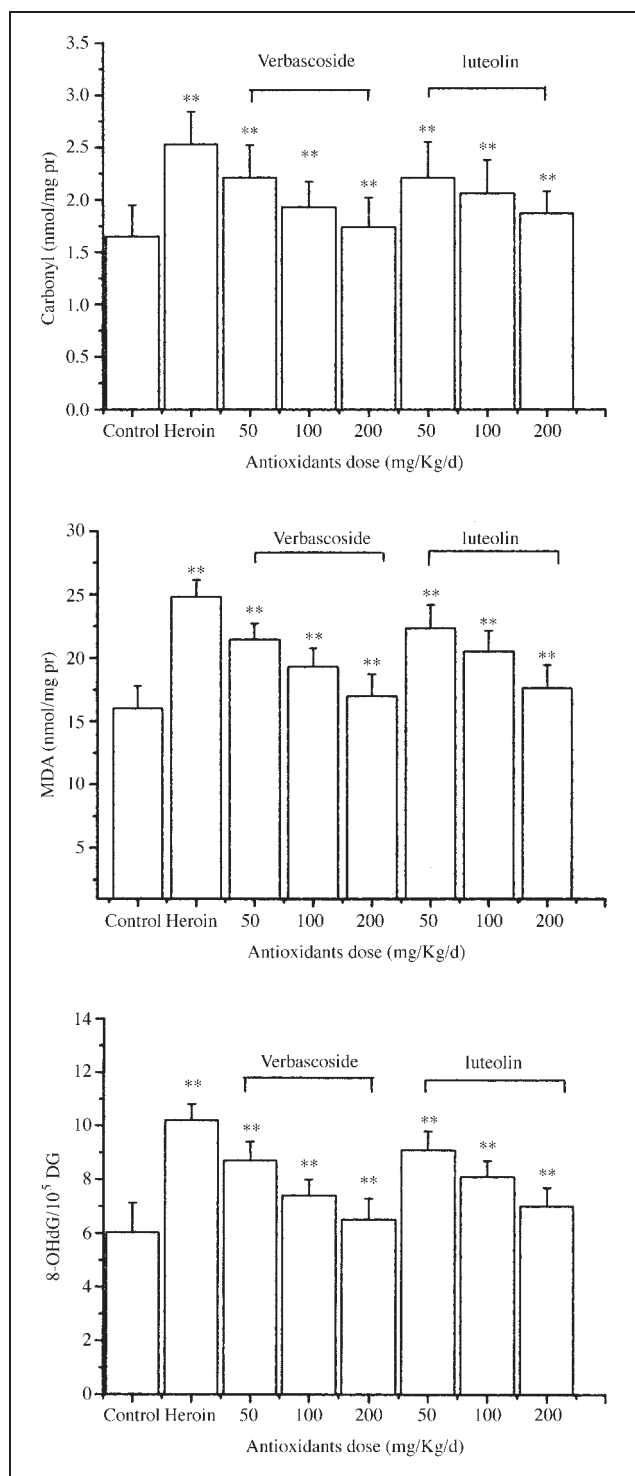 Verbascoside luteolin
3.5
3.0
2.5
2.0
1.5
1.0
0.5
0.0
Carbonyl (nmol/mg pr)
** ** ** ** ** ** **
Control Heroin 50 100 200 50 100 200
Antioxidants dose (mg/Kg/d)
Verbascoside luteolin
30
25
20
15
10
5
MDA (nmol/mg pr)
** ** ** ** ** ** **
Control Heroin 50 100 200 50 100 200
Antioxidants dose (mg/Kg/d)
Verbascoside luteolin
14
12
10
8
6
4
2
0
8-OHdG/10⁵ DG
** ** ** ** ** ** **
Control Heroin 50 100 200 50 100 200
Antioxidants dose (mg/Kg/d)